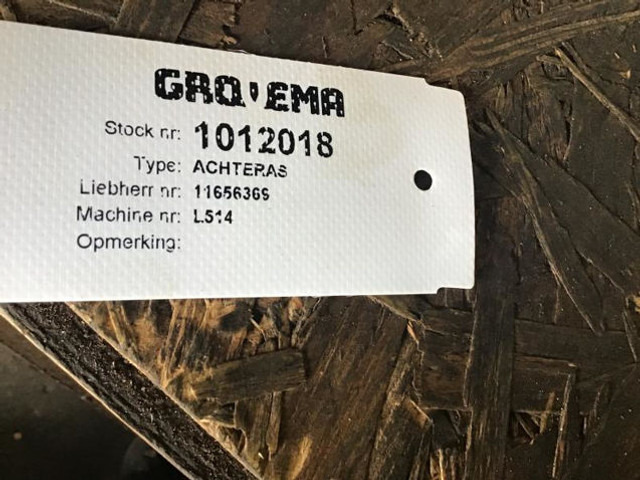 GRO'EMA
Stock nr: 1012018
Type: ACHTERAS
Liebherr nr: 11656369
Machine nr: L514
Opmerking: